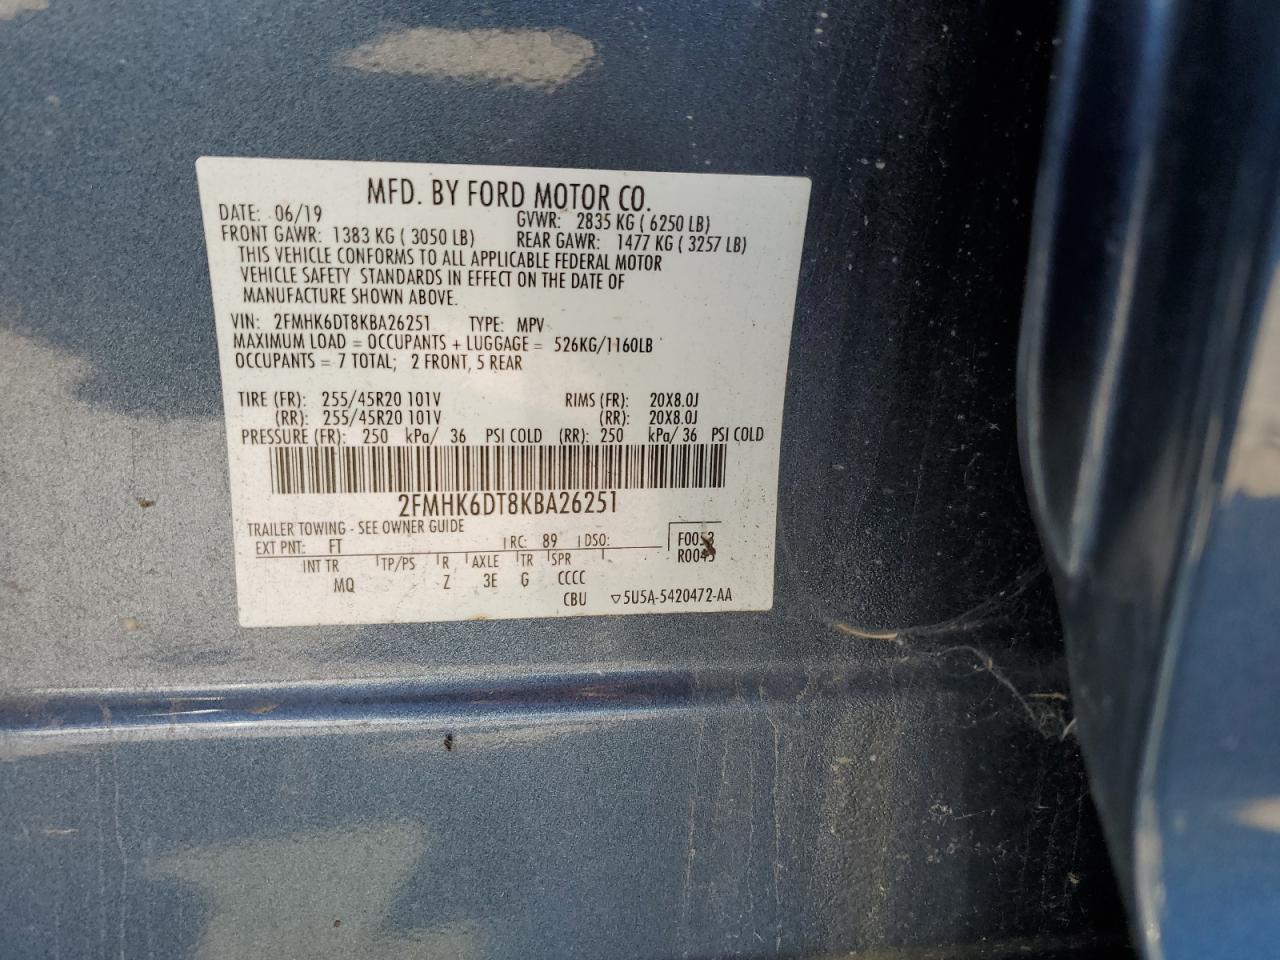 MFD. BY FORD MOTOR CO.
DATE: 06/19 GVWR: 2835 KG ( 6250 LB)
FRONT GAWR: 1383 KG ( 3050 LB) REAR GAWR: 1477 KG ( 3257 LB)
THIS VEHICLE CONFORMS TO ALL APPLICABLE FEDERAL MOTOR
VEHICLE SAFETY STANDARDS IN EFFECT ON THE DATE OF
MANUFACTURE SHOWN ABOVE.
VIN: 2FMHK6DT8KBA26251 TYPE: MPV
MAXIMUM LOAD = OCCUPANTS + LUGGAGE = 526KG/1160LB
OCCUPANTS = 7 TOTAL; 2 FRONT, 5 REAR
TIRE (FR): 255/45R20 101V RIMS (FR): 20X8.0J
(RR): 255/45R20 101V (RR): 20X8.0J
PRESSURE (FR): 250 kPa/ 36 PSI COLD (RR): 250 kPa/ 36 PSI COLD
2FMHK6DT8KBA26251
TRAILER TOWING - SEE OWNER GUIDE
EXT PNT: FT RC: 89 DSO:
INT TR TP/PS R AXLE TR SPR
MQ Z 3E G CCCC
CBU ▽5U5A-5420472-AA